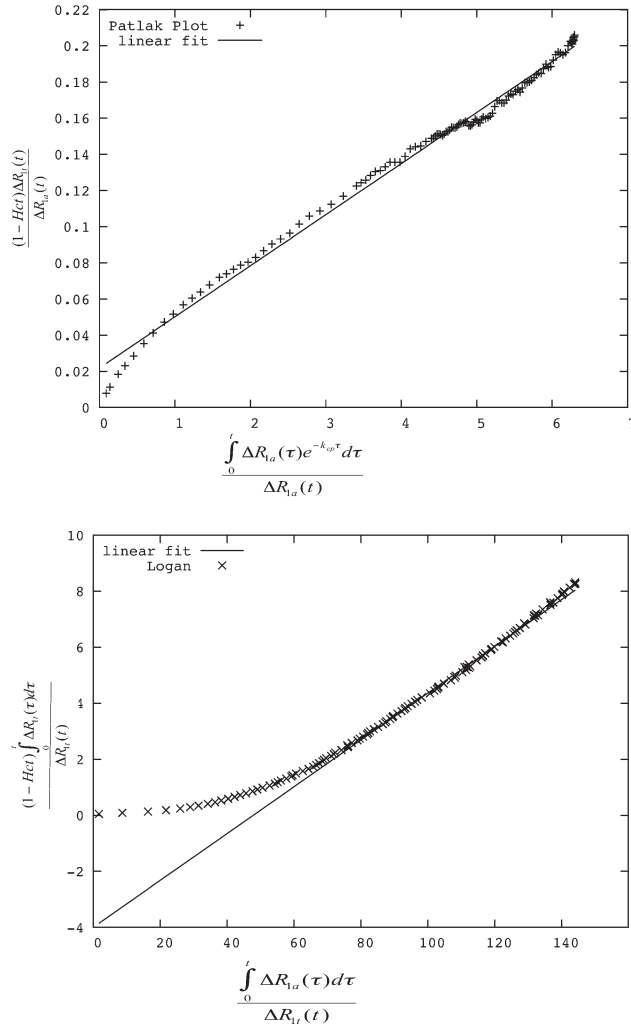 0.22
Patlak Plot +
linear fit
0.2
0.18
0.16
0.14
0.12
0.1
0.08
0.06
0.04
0.02
0
(1 − Hct)ΔR1t(t)
ΔR1a(t)
0 1 2 3 4 5 6
∫0t ΔR1a(τ)e^−kepτ dτ
ΔR1a(t)
10
linear fit
Logan ×
8
6
4
2
0
-2
-4
(1 − Hct)∫0t ΔR1t(τ)dτ
ΔR1t(t)
0 20 40 60 80 100 120 140
∫0t ΔR1a(τ)dτ
ΔR1t(t)